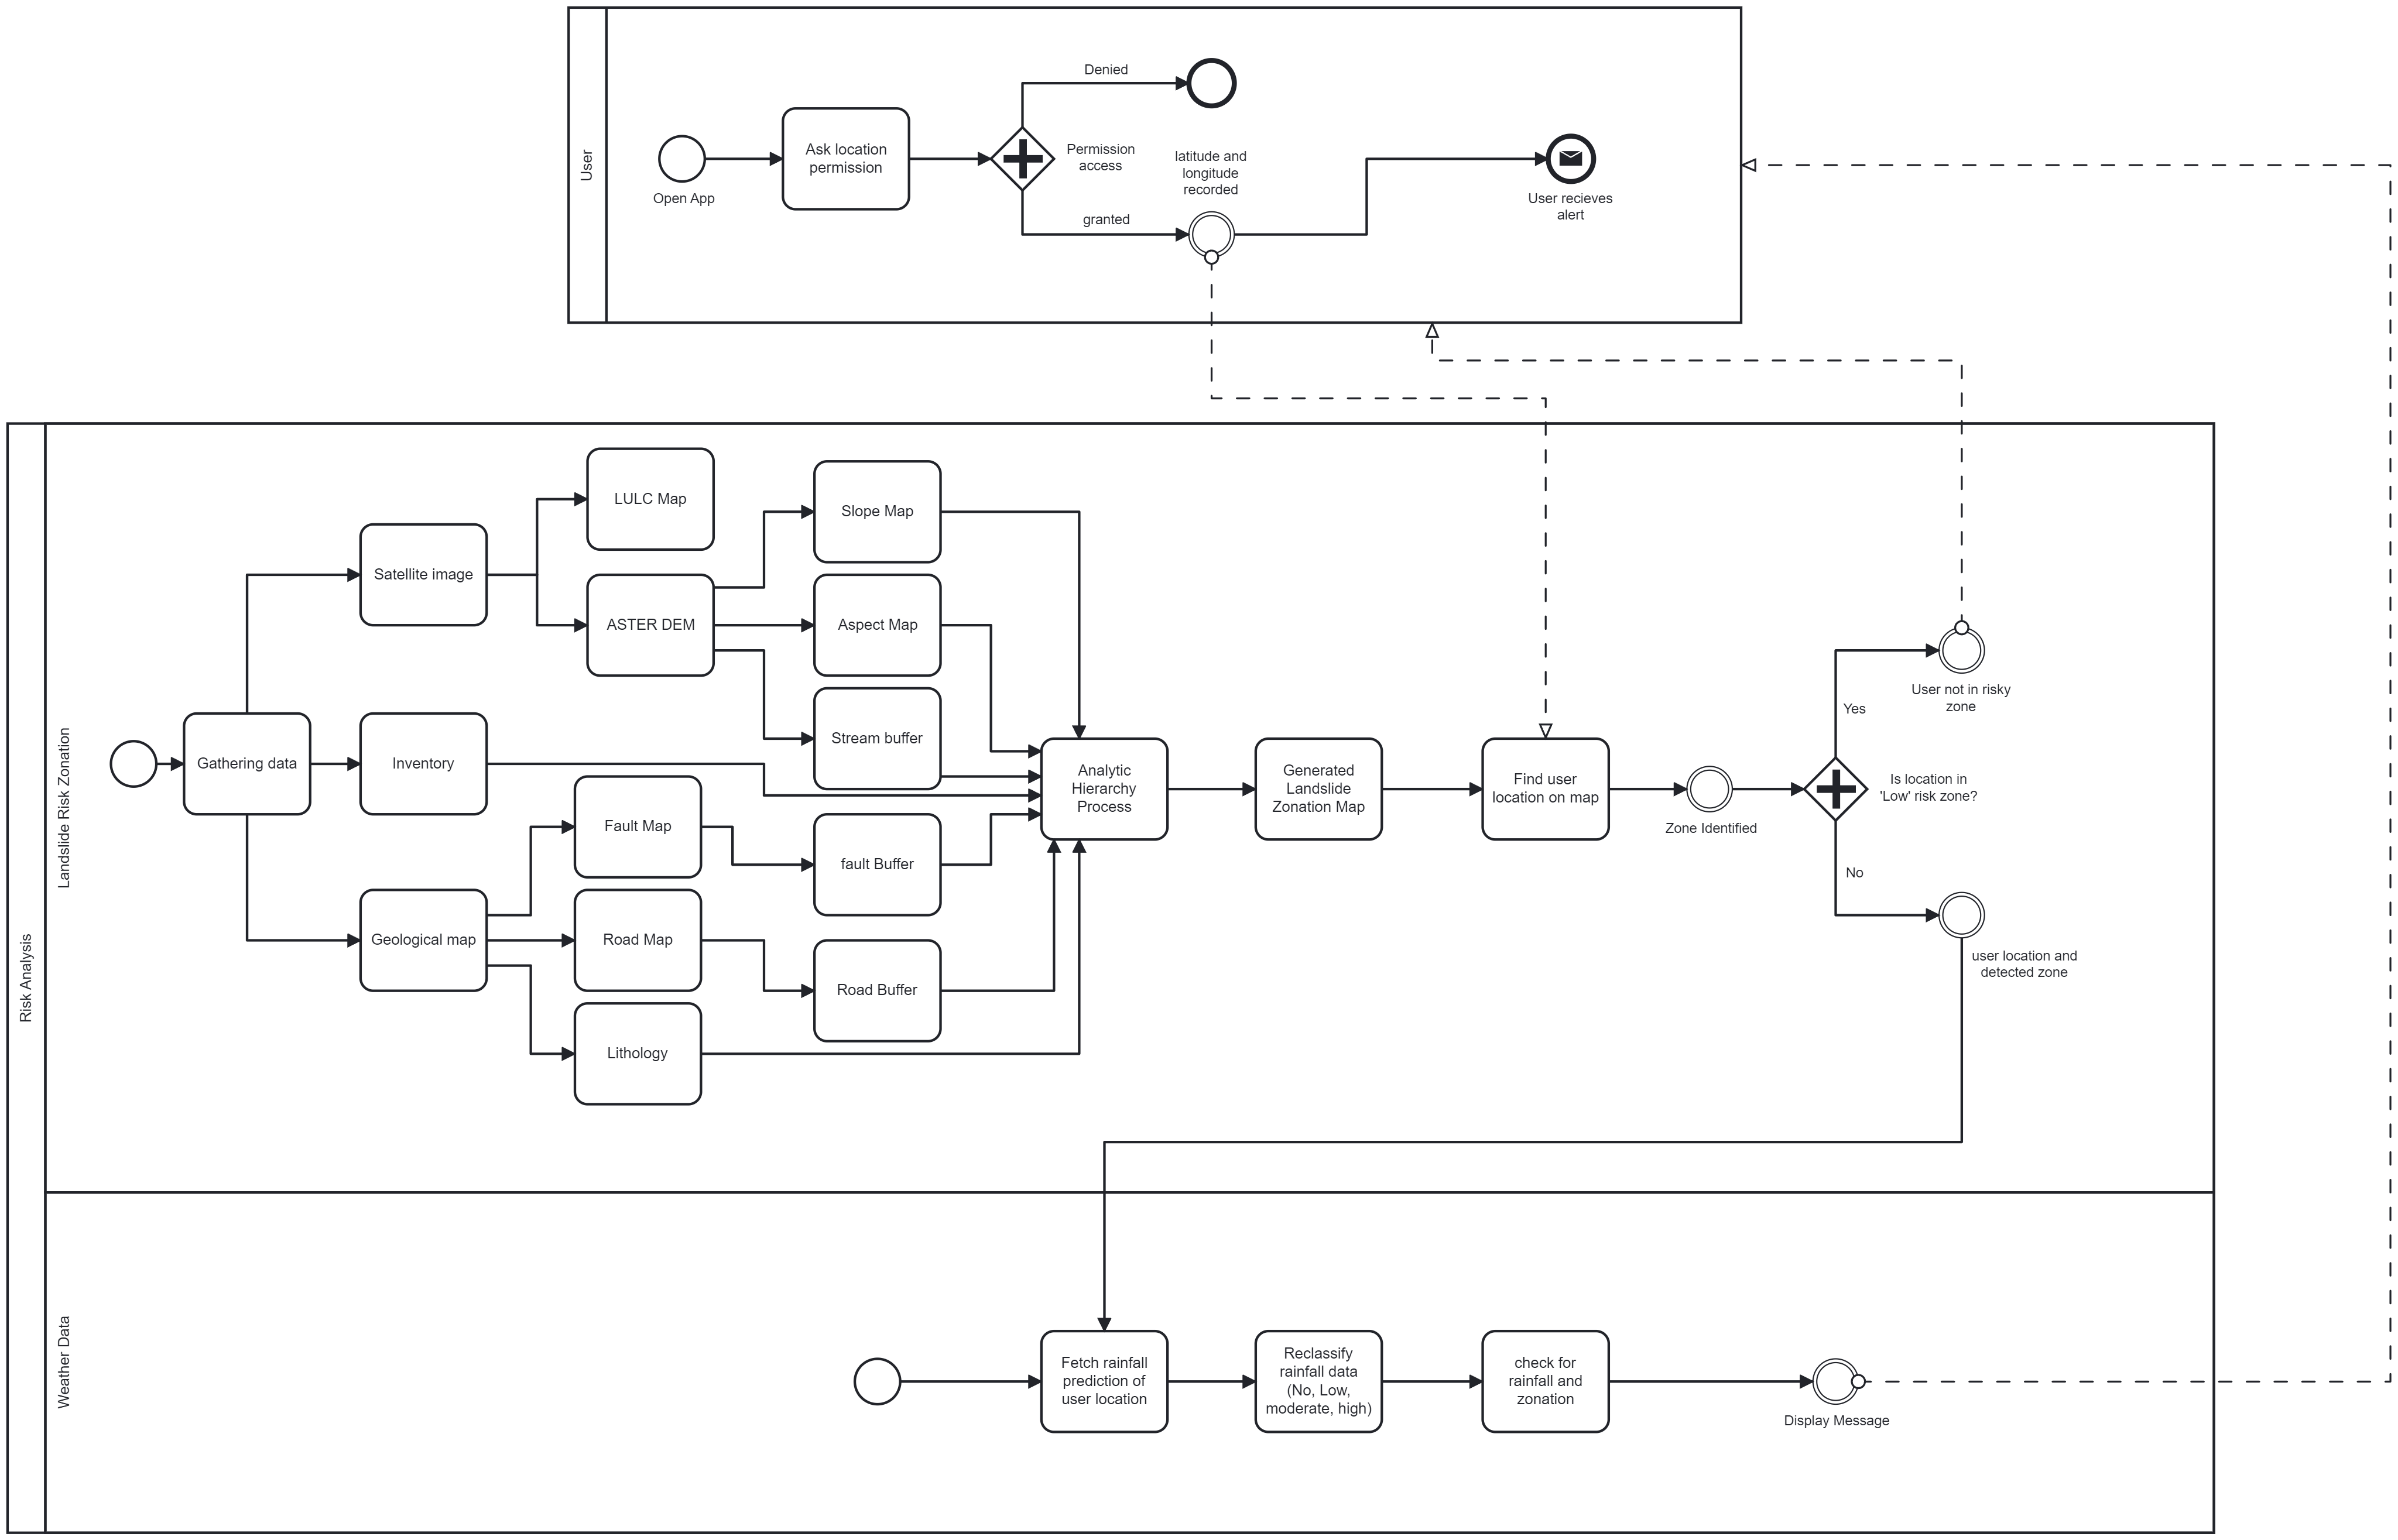 User
Open App
Ask location
permission
Denied
Permission
access
granted
latitude and
longitude
recorded
User recieves
alert
Risk Analysis
Landslide Risk Zonation
Gathering data
Satellite image
Inventory
Geological map
LULC Map
ASTER DEM
Fault Map
Road Map
Lithology
Slope Map
Aspect Map
Stream buffer
fault Buffer
Road Buffer
Analytic
Hierarchy
Process
Generated
Landslide
Zonation Map
Find user
location on map
Zone Identified
Is location in
'Low' risk zone?
Yes
No
User not in risky
zone
user location and
detected zone
Weather Data
Fetch rainfall
prediction of
user location
Reclassify
rainfall data
(No, Low,
moderate, high)
check for
rainfall and
zonation
Display Message